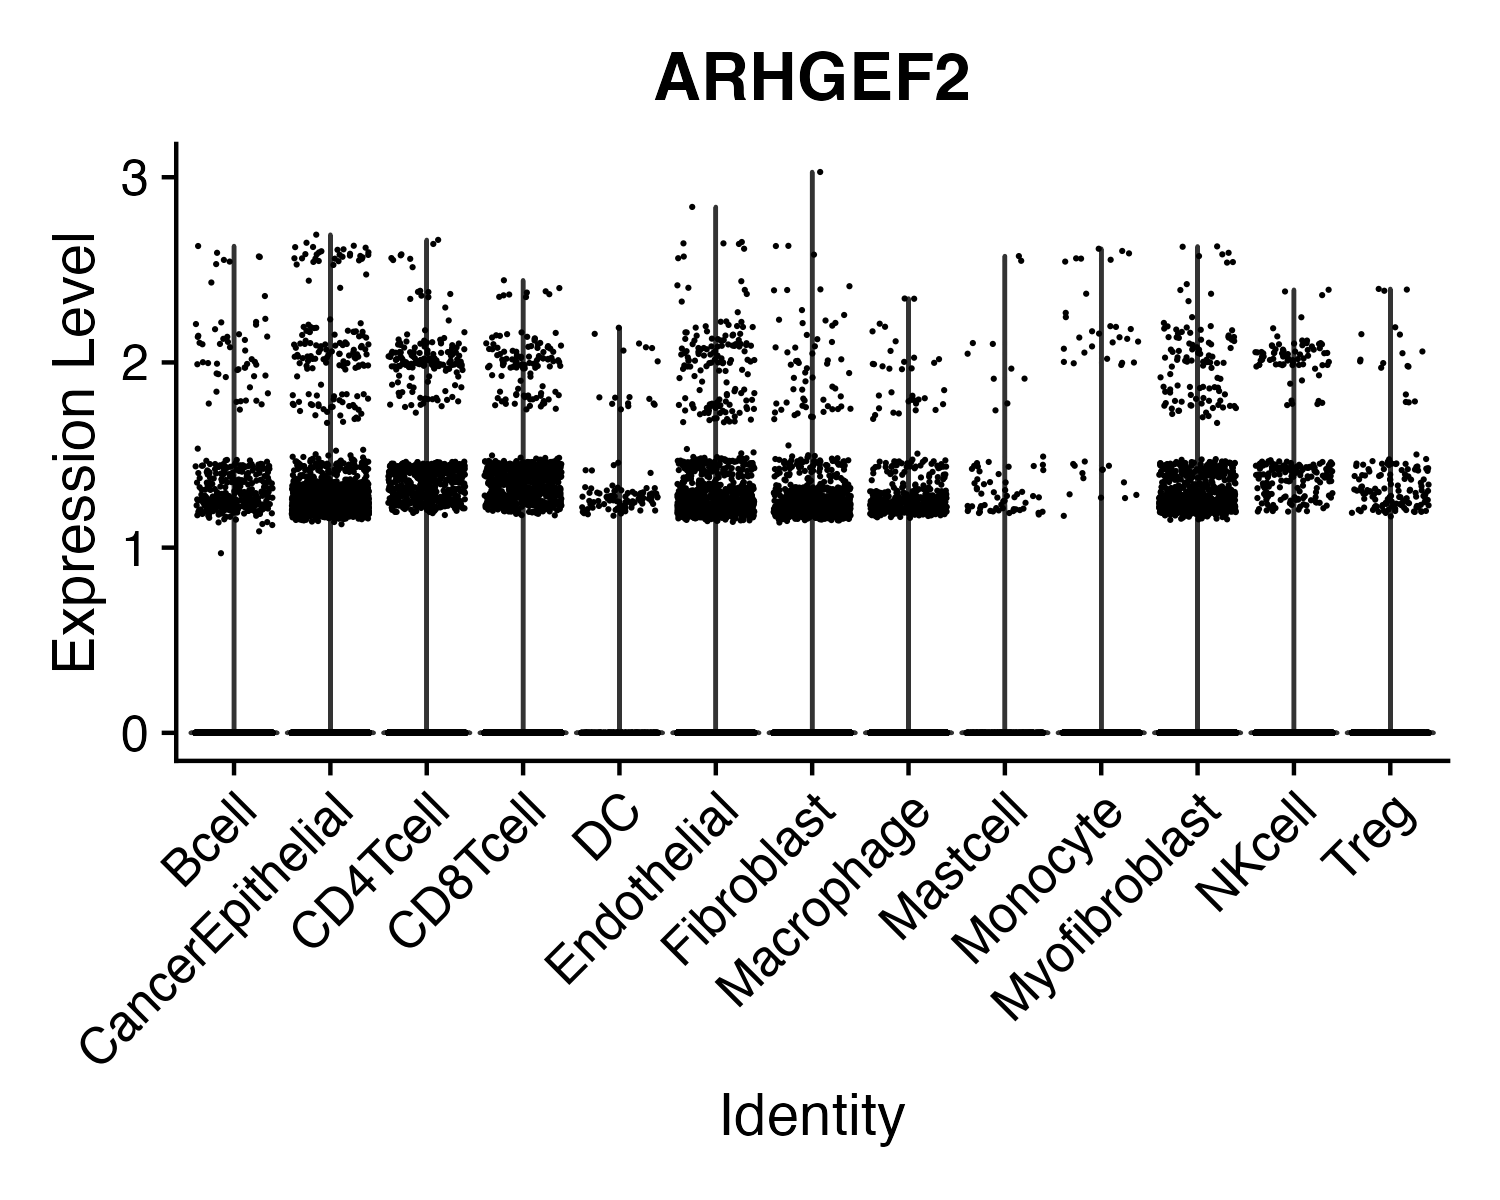 ARHGEF2
Expression Level
3
2
1
0
Bcell
CancerEpithelial
CD4Tcell
CD8Tcell
DC
Endothelial
Fibroblast
Macrophage
Mastcell
Monocyte
Myofibroblast
NKcell
Treg
Identity